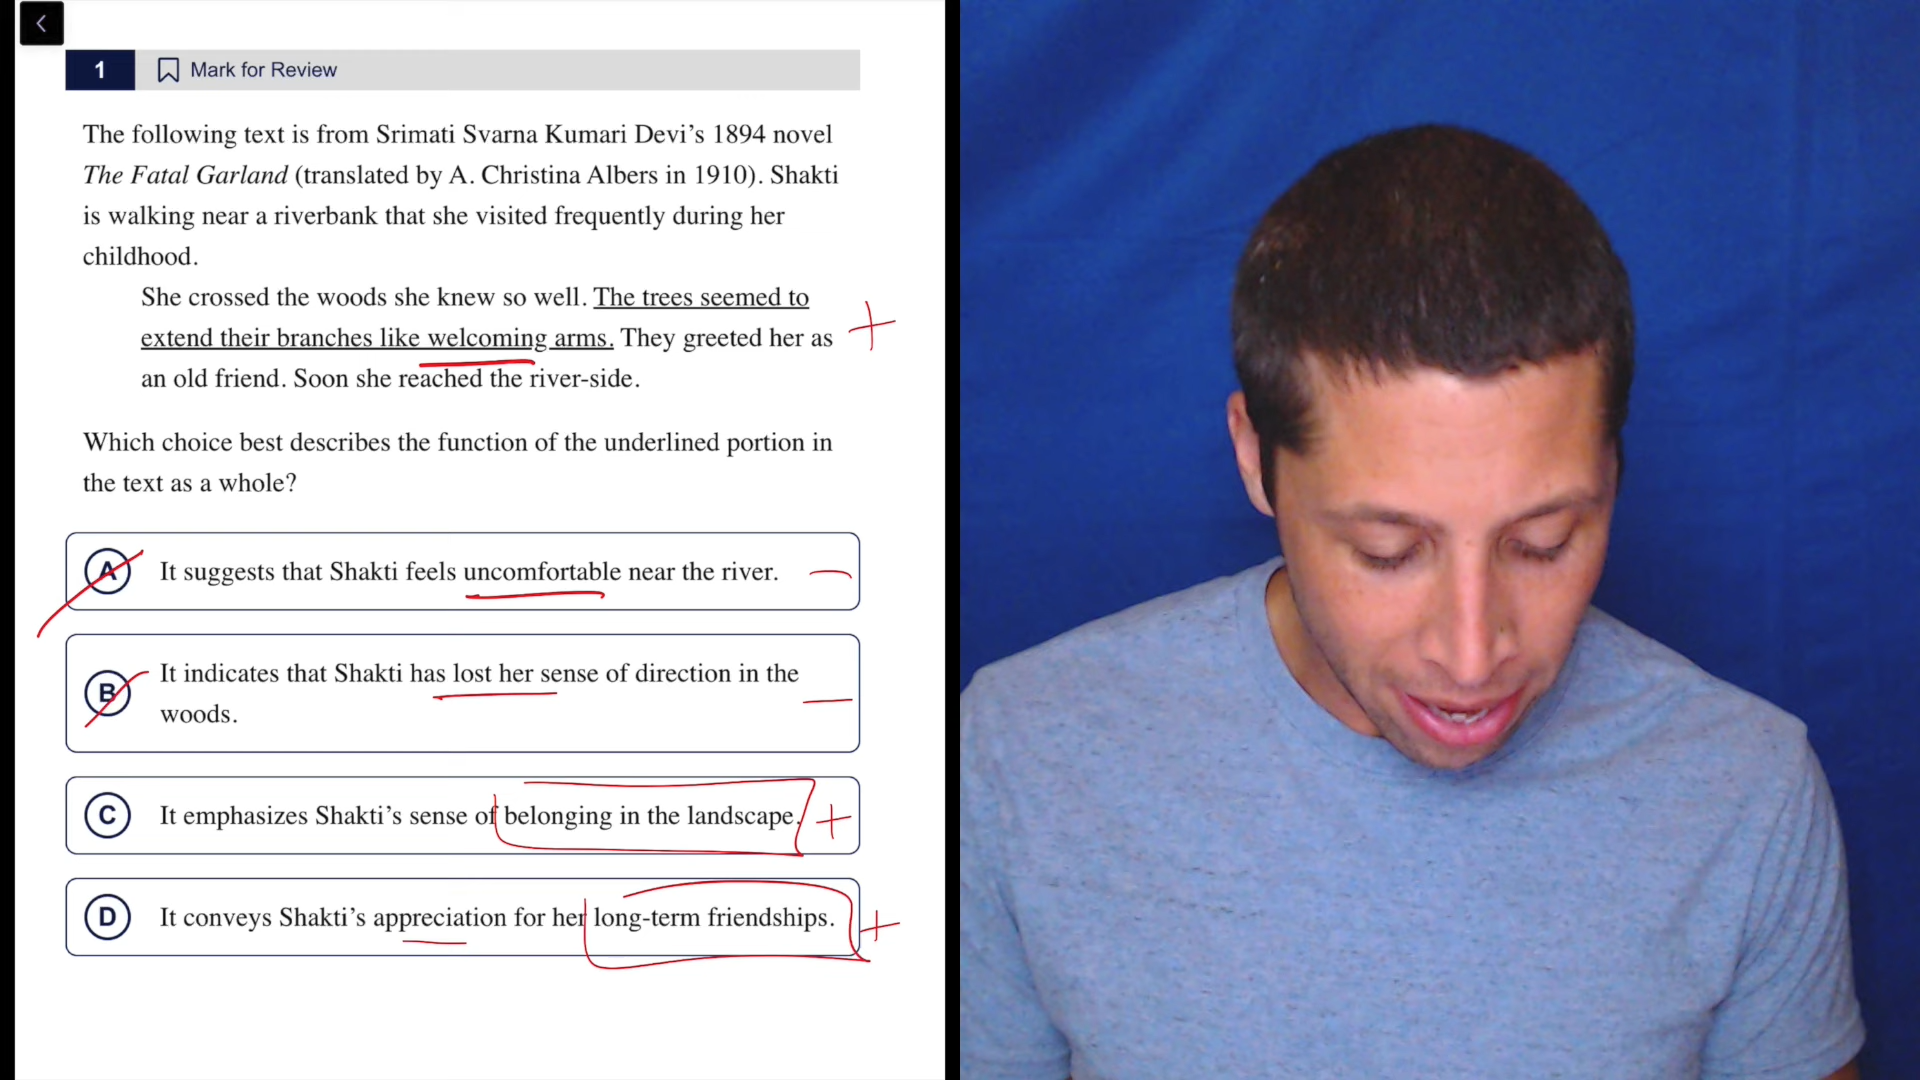 1
Mark for Review
The following text is from Srimati Svarna Kumari Devi’s 1894 novel
The Fatal Garland (translated by A. Christina Albers in 1910). Shakti
is walking near a riverbank that she visited frequently during her
childhood.
She crossed the woods she knew so well. The trees seemed to
extend their branches like welcoming arms. They greeted her as
an old friend. Soon she reached the river-side.
Which choice best describes the function of the underlined portion in
the text as a whole?
A It suggests that Shakti feels uncomfortable near the river.
B It indicates that Shakti has lost her sense of direction in the
woods.
C It emphasizes Shakti’s sense of belonging in the landscape.
D It conveys Shakti’s appreciation for her long-term friendships.